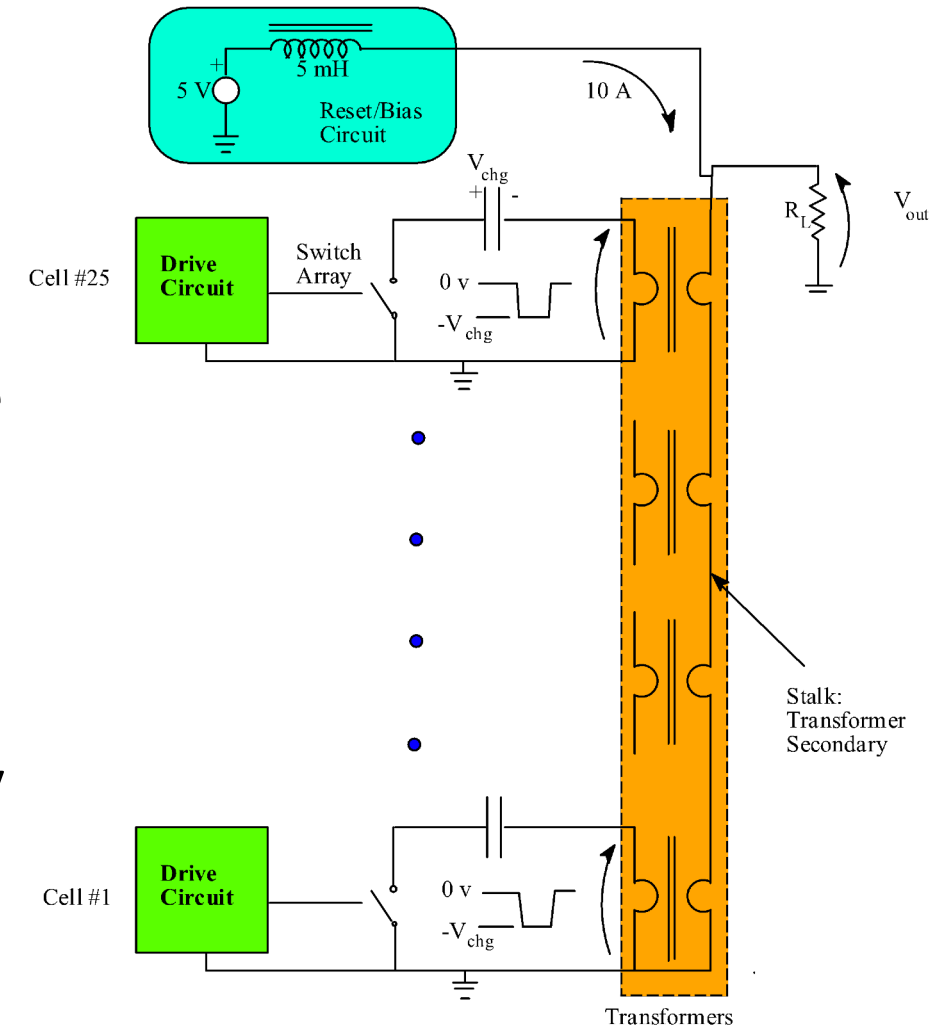 +
5 V
5 mH
Reset/Bias
Circuit
10 A
V
chg
+ -
R
L
V
out
Cell #25
Drive
Circuit
Switch
Array
0 v
-V
chg
Stalk:
Transformer
Secondary
Cell #1
Drive
Circuit
0 v
-V
chg
Transformers